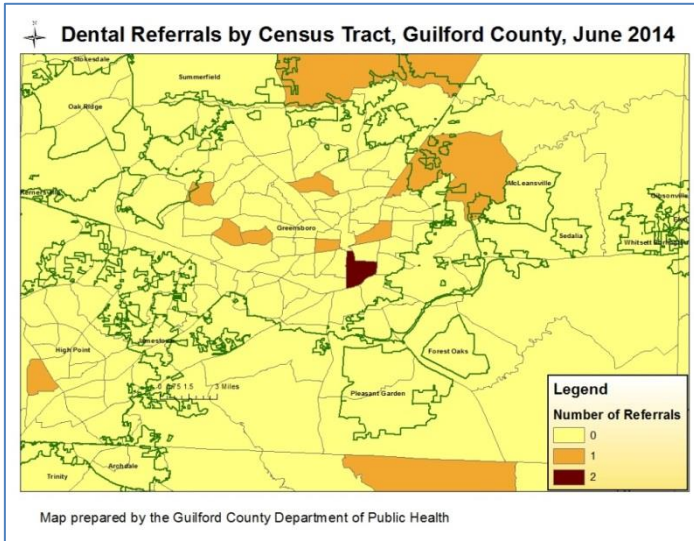 Dental Referrals by Census Tract, Guilford County, June 2014
Stokesdale
Summerfield
Oak Ridge
McLeansville
Greensboro
Sedalia
High Point
Forest Oaks
Pleasant Garden
3 Miles
Archdale
Trinity
Legend
Number of Referrals
0
1
2
Map prepared by the Guilford County Department of Public Health